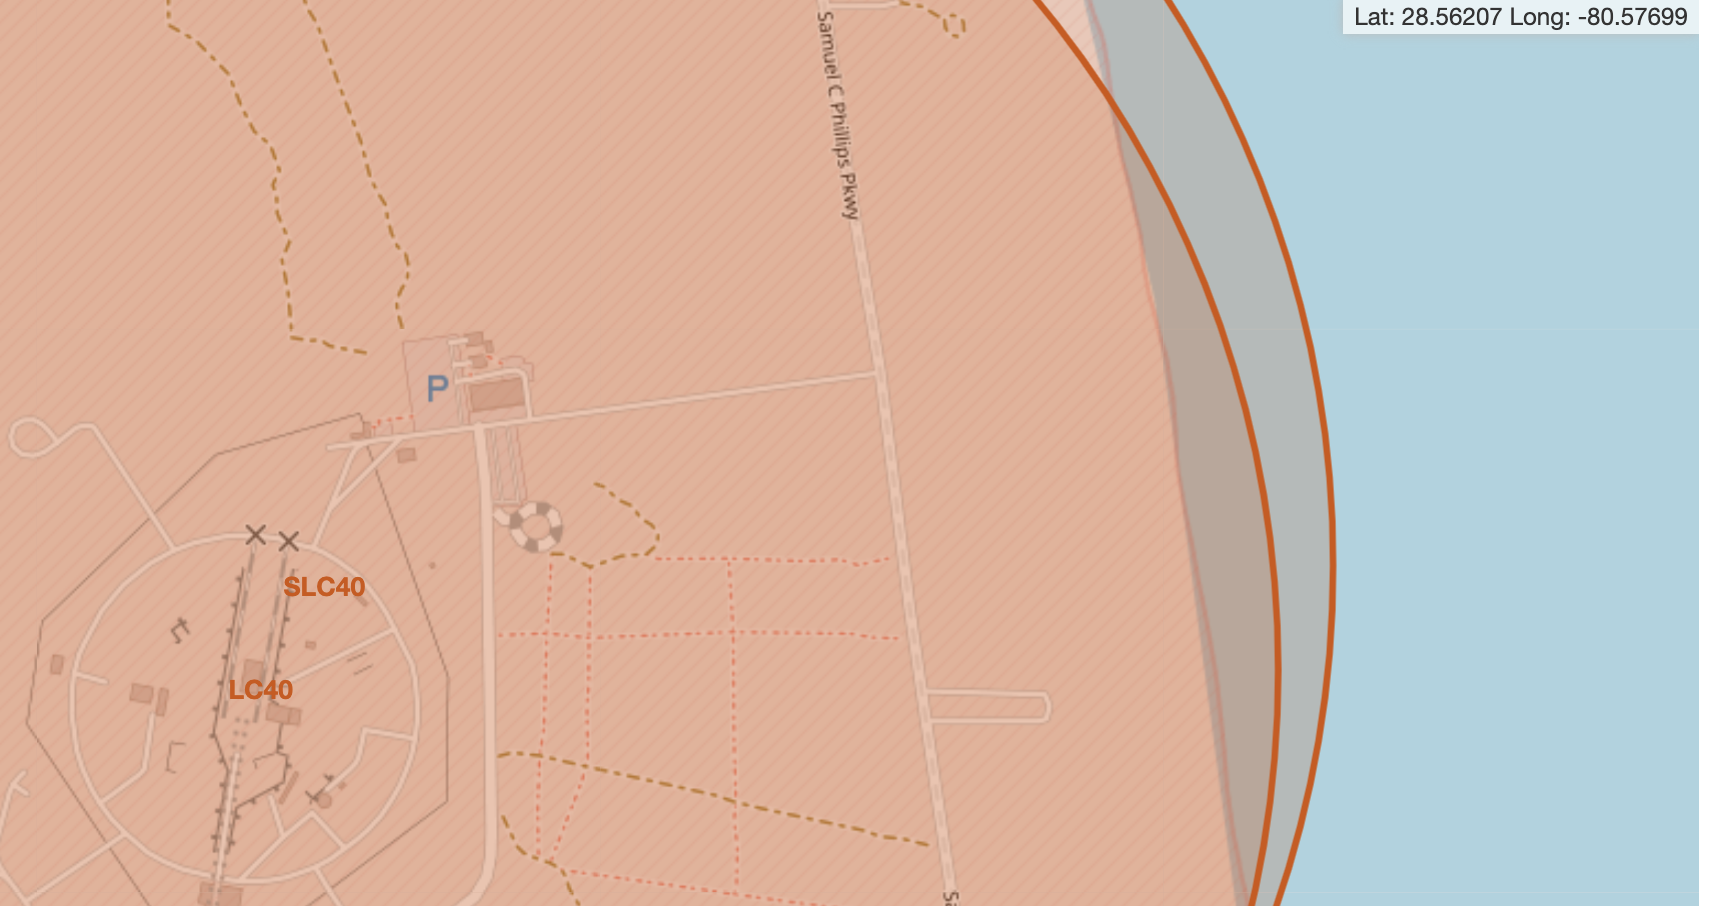 Lat: 28.56207 Long: -80.57699
Samuel C Phillips Pkwy
P
SLC40
LC40